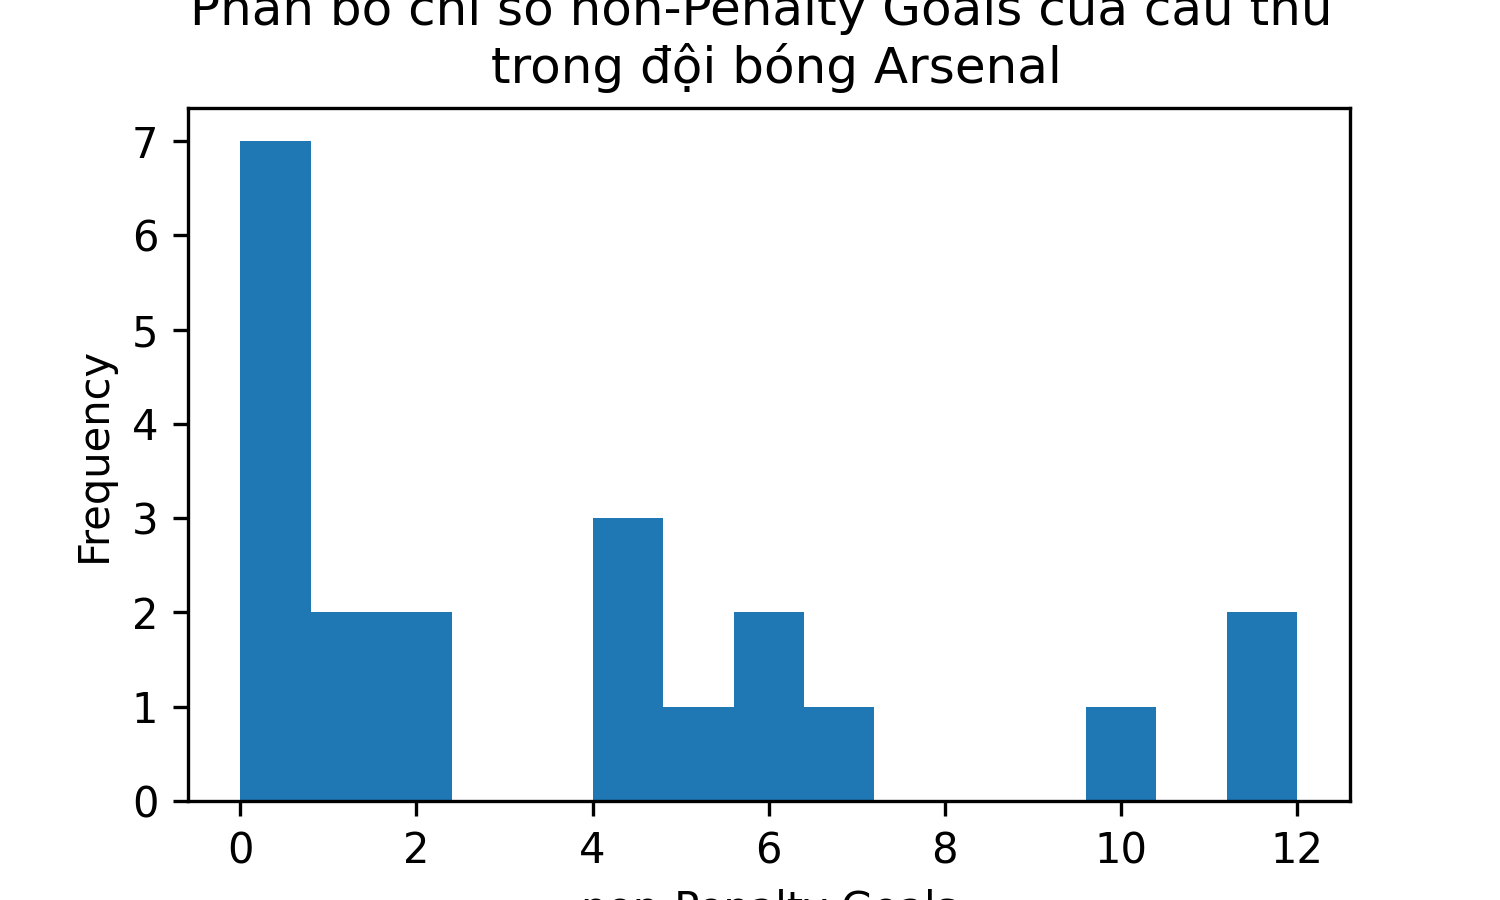 Phân bố chỉ số non-Penalty Goals của cầu thủ
trong đội bóng Arsenal
Frequency
7
6
5
4
3
2
1
0
0 2 4 6 8 10 12
non-Penalty Goals